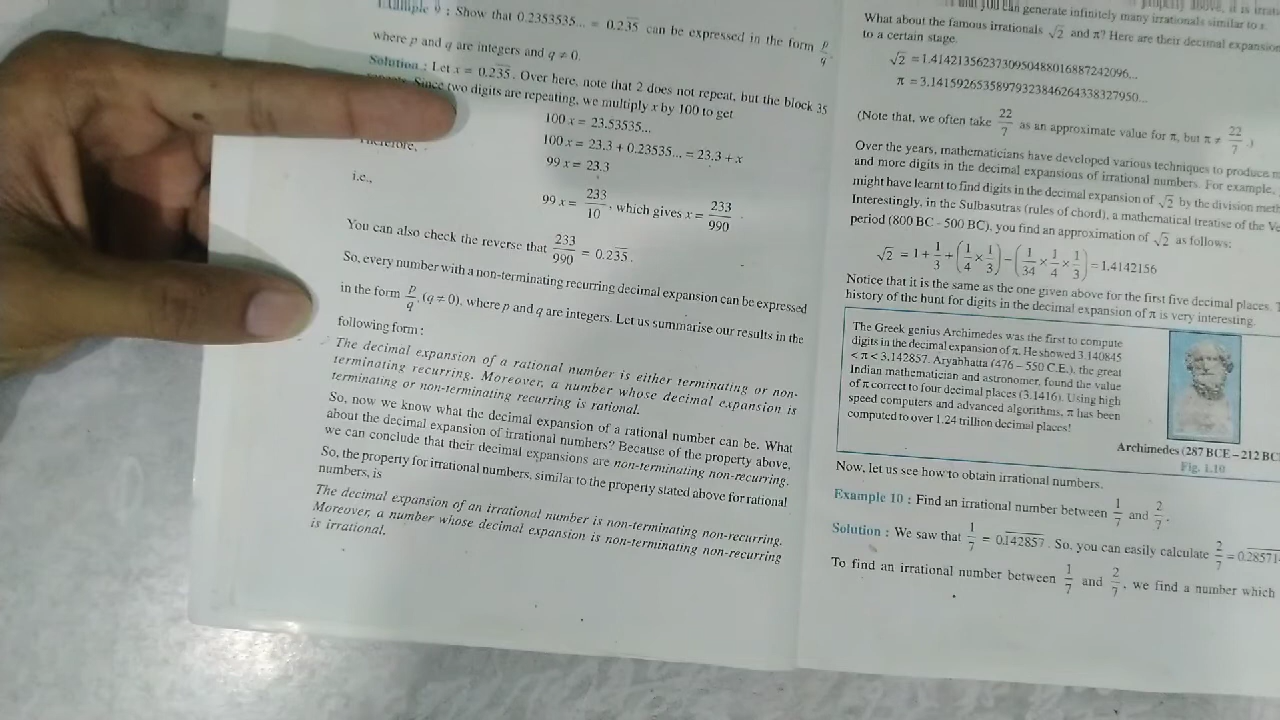 Example 9 : Show that 0.2353535... = 0.2\overline{35} can be expressed in the form p/q,
where p and q are integers and q ≠ 0.
Solution : Let x = 0.2\overline{35}. Over here, note that 2 does not repeat, but the block 35
Since two digits are repeating, we multiply x by 100 to get
100 x = 23.53535...
Therefore,
100 x = 23.3 + 0.23535... = 23.3 + x
i.e.,
99 x = 23.3
99 x = 233/10, which gives x = 233/990
You can also check the reverse that 233/990 = 0.2\overline{35}.
So, every number with a non-terminating recurring decimal expansion can be expressed
in the form p/q (q ≠ 0), where p and q are integers. Let us summarise our results in the
following form :
The decimal expansion of a rational number is either terminating or non-
terminating recurring. Moreover, a number whose decimal expansion is
terminating or non-terminating recurring is rational.
So, now we know what the decimal expansion of a rational number can be. What
about the decimal expansion of irrational numbers? Because of the property above,
we can conclude that their decimal expansions are non-terminating non-recurring.
So, the property for irrational numbers, similar to the property stated above for rational
numbers, is
The decimal expansion of an irrational number is non-terminating non-recurring.
Moreover, a number whose decimal expansion is non-terminating non-recurring
is irrational.
that you can generate infinitely many irrationals similar to s.
What about the famous irrationals √2 and π? Here are their decimal expansion
to a certain stage.
√2 = 1.4142135623730950488016887242096...
π = 3.14159265358979323846264338327950...
(Note that, we often take 22/7 as an approximate value for π, but π ≠ 22/7.)
Over the years, mathematicians have developed various techniques to produce
and more digits in the decimal expansions of irrational numbers. For example,
might have learnt to find digits in the decimal expansion of √2 by the division
Interestingly, in the Sulbasutras (rules of chord), a mathematical treatise of the
period (800 BC - 500 BC), you find an approximation of √2 as follows:
√2 = 1 + 1/3 + (1/4 × 1/3) − (1/34 × 1/4 × 1/3) = 1.4142156
Notice that it is the same as the one given above for the first five decimal places.
history of the hunt for digits in the decimal expansion of π is very interesting.
The Greek genius Archimedes was the first to compute
digits in the decimal expansion of π. He showed 3.140845
< π < 3.142857. Aryabhatta (476 – 550 C.E.), the great
Indian mathematician and astronomer, found the value
of π correct to four decimal places (3.1416). Using high
speed computers and advanced algorithms, π has been
computed to over 1.24 trillion decimal places!
Archimedes (287 BCE – 212 BC
Fig. 1.10
Now, let us see how to obtain irrational numbers.
Example 10 : Find an irrational number between 1/7 and 2/7.
Solution : We saw that 1/7 = 0.\overline{142857}. So, you can easily calculate 2/7 = 0.\overline{28571
To find an irrational number between 1/7 and 2/7, we find a number which